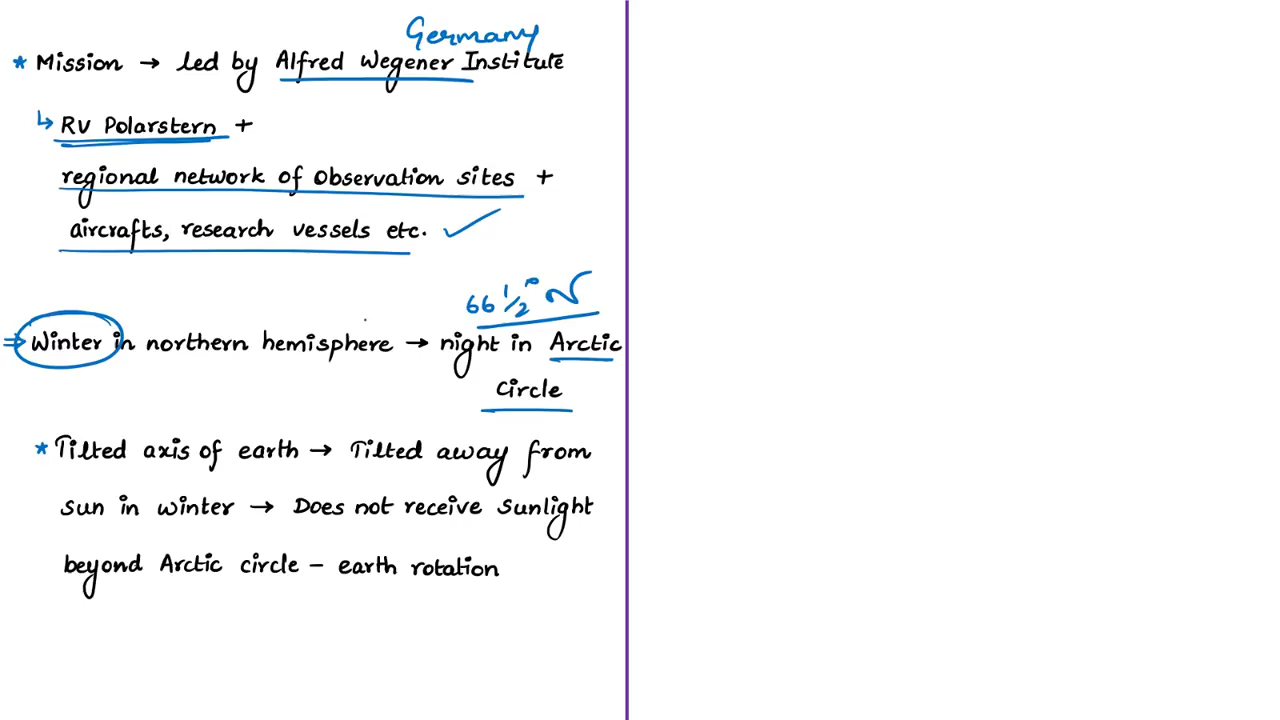 Germany
* Mission → led by Alfred Wegener Institute
↳ RV Polarstern +
regional network of observation sites +
aircrafts, research vessels etc. ✓
66 1/2° N
⇒ Winter in northern hemisphere → night in Arctic
Circle
* Tilted axis of earth → Tilted away from
sun in winter → Does not receive sunlight
beyond Arctic circle – earth rotation